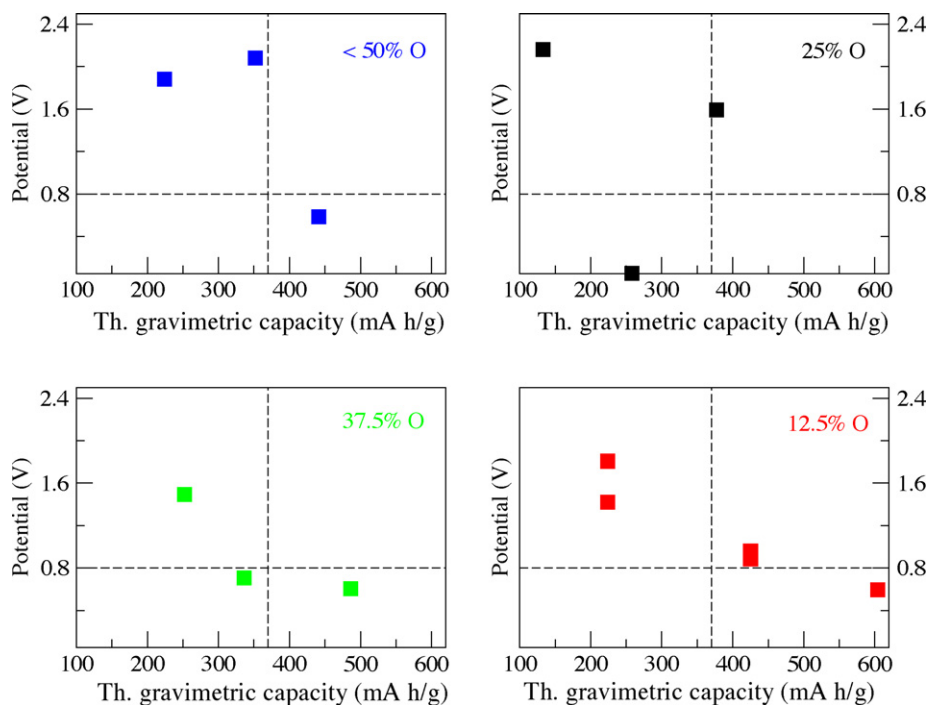 2.4
1.6
0.8
Potential (V)
< 50% O
100 200 300 400 500 600
Th. gravimetric capacity (mA h/g)
2.4
1.6
0.8
Potential (V)
25% O
100 200 300 400 500 600
Th. gravimetric capacity (mA h/g)
2.4
1.6
0.8
Potential (V)
37.5% O
100 200 300 400 500 600
Th. gravimetric capacity (mA h/g)
2.4
1.6
0.8
Potential (V)
12.5% O
100 200 300 400 500 600
Th. gravimetric capacity (mA h/g)